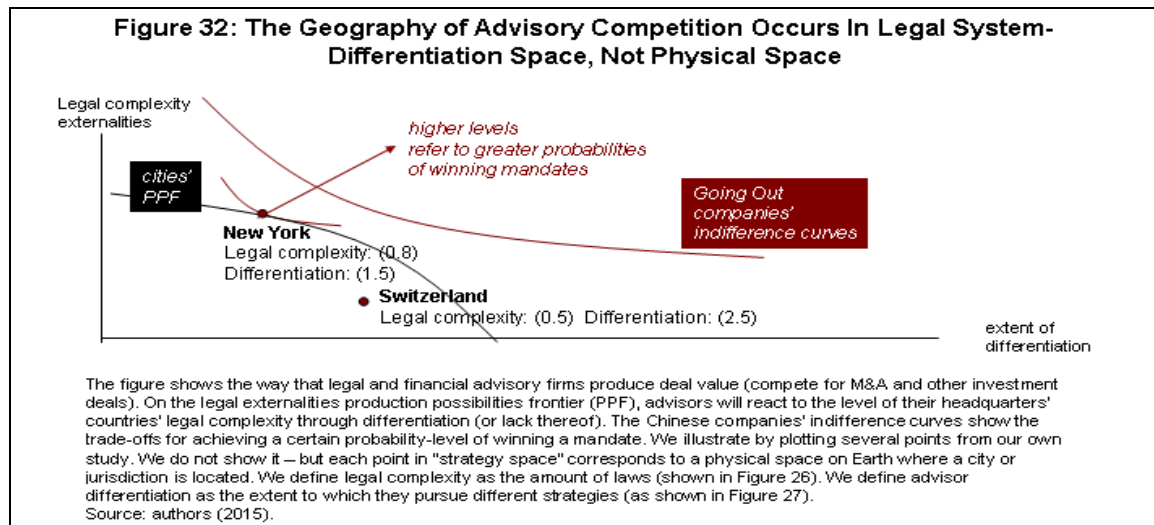 Figure 32: The Geography of Advisory Competition Occurs In Legal System-
Differentiation Space, Not Physical Space
Legal complexity
externalities
higher levels
refer to greater probabilities
of winning mandates
cities'
PPF
Going Out
companies'
indifference curves
New York
Legal complexity: (0.8)
Differentiation: (1.5)
Switzerland
Legal complexity: (0.5) Differentiation: (2.5)
extent of
differentiation
The figure shows the way that legal and financial advisory firms produce deal value (compete for M&A and other investment
deals). On the legal externalities production possibilities frontier (PPF), advisors will react to the level of their headquarters'
countries' legal complexity through differentiation (or lack thereof). The Chinese companies' indifference curves show the
trade-offs for achieving a certain probability-level of winning a mandate. We illustrate by plotting several points from our own
study. We do not show it – but each point in "strategy space" corresponds to a physical space on Earth where a city or
jurisdiction is located. We define legal complexity as the amount of laws (shown in Figure 26). We define advisor
differentiation as the extent to which they pursue different strategies (as shown in Figure 27).
Source: authors (2015).